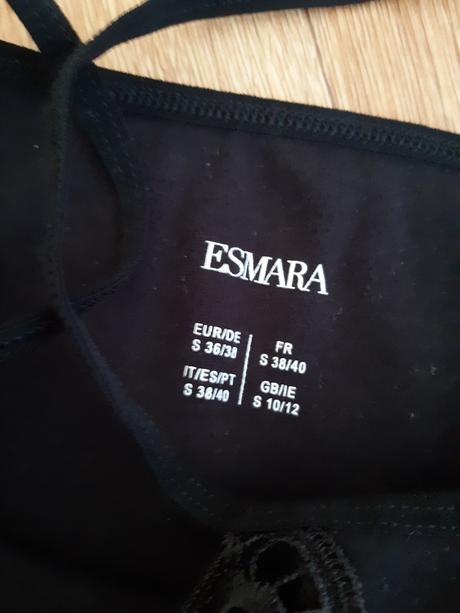 ESMARA
EUR/DE
S 36/38
FR
S 38/40
IT/ES/PT
S 38/40
GB/IE
S 10/12